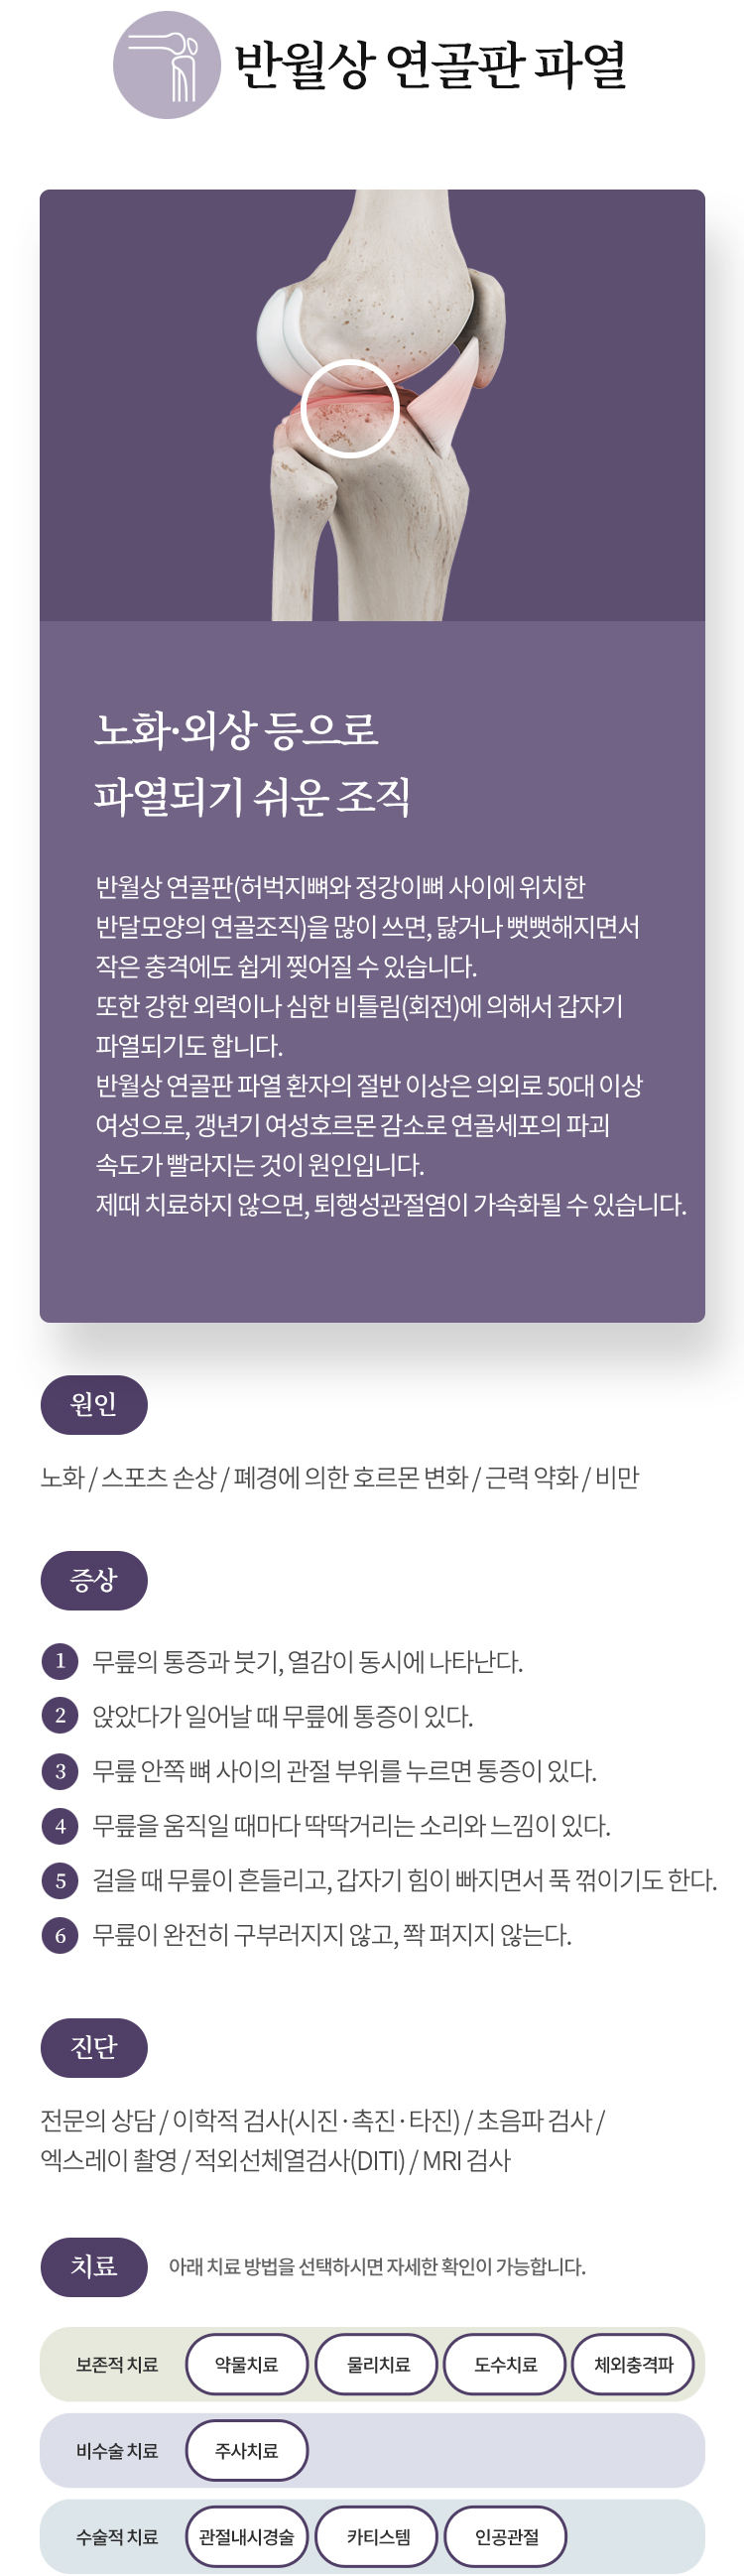 반월상 연골판 파열
노화·외상 등으로
파열되기 쉬운 조직
반월상 연골판(허벅지뼈와 정강이뼈 사이에 위치한
반달모양의 연골조직)을 많이 쓰면, 닳거나 뻣뻣해지면서
작은 충격에도 쉽게 찢어질 수 있습니다.
또한 강한 외력이나 심한 비틀림(회전)에 의해서 갑자기
파열되기도 합니다.
반월상 연골판 파열 환자의 절반 이상은 의외로 50대 이상
여성으로, 갱년기 여성호르몬 감소로 연골세포의 파괴
속도가 빨라지는 것이 원인입니다.
제때 치료하지 않으면, 퇴행성관절염이 가속화될 수 있습니다.
원인
노화 / 스포츠 손상 / 폐경에 의한 호르몬 변화 / 근력 약화 / 비만
증상
1 무릎의 통증과 붓기, 열감이 동시에 나타난다.
2 앉았다가 일어날 때 무릎에 통증이 있다.
3 무릎 안쪽 뼈 사이의 관절 부위를 누르면 통증이 있다.
4 무릎을 움직일 때마다 딱딱거리는 소리와 느낌이 있다.
5 걸을 때 무릎이 흔들리고, 갑자기 힘이 빠지면서 푹 꺾이기도 한다.
6 무릎이 완전히 구부러지지 않고, 쫙 펴지지 않는다.
진단
전문의 상담 / 이학적 검사(시진·촉진·타진) / 초음파 검사 /
엑스레이 촬영 / 적외선체열검사(DITI) / MRI 검사
치료 아래 치료 방법을 선택하시면 자세한 확인이 가능합니다.
보존적 치료 약물치료 물리치료 도수치료 체외충격파
비수술 치료 주사치료
수술적 치료 관절내시경술 카티스템 인공관절